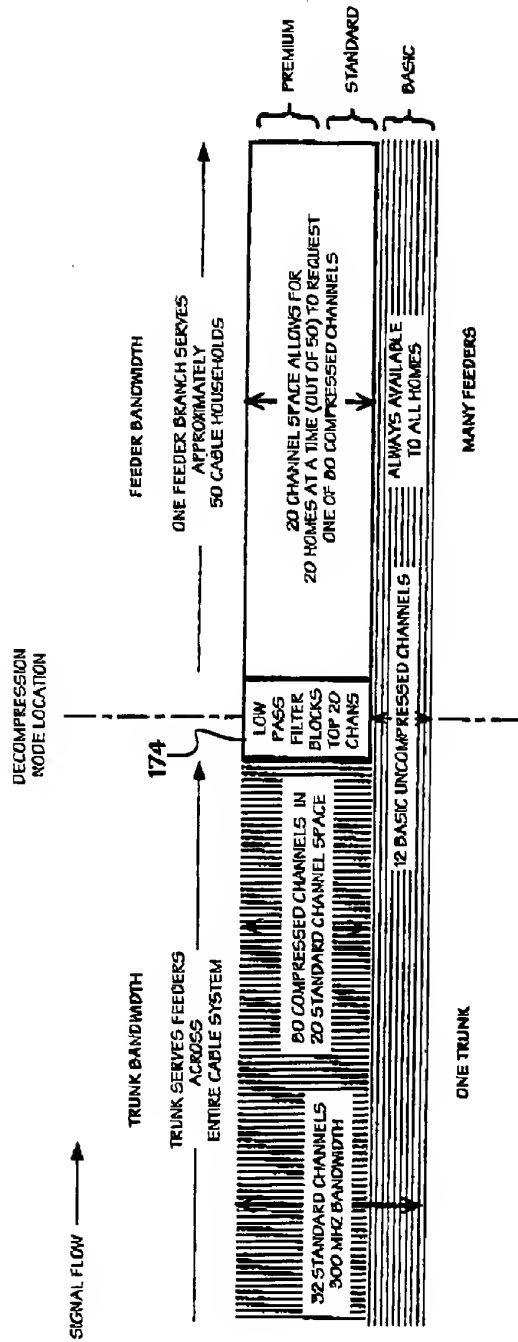 SIGNAL FLOW
DECOMPRESSION
NODE LOCATION
TRUNK BANDWIDTH
FEEDER BANDWIDTH
TRUNK SERVES FEEDERS
ACROSS
ENTIRE CABLE SYSTEM
ONE FEEDER BRANCH SERVES
APPROXIMATELY
50 CABLE HOUSEHOLDS
174
32 STANDARD CHANNELS
300 MHZ BANDWIDTH
80 COMPRESSED CHANNELS IN
20 STANDARD CHANNEL SPACE
LOW
PASS
FILTER
BLOCKS
TOP 20
CHANS
20 CHANNEL SPACE ALLOWS FOR
20 HOMES AT A TIME (OUT OF 50) TO REQUEST
ONE OF 80 COMPRESSED CHANNELS
PREMIUM
STANDARD
BASIC
12 BASIC UNCOMPRESSED CHANNELS
ALWAYS AVAILABLE
TO ALL HOMES
ONE TRUNK
MANY FEEDERS